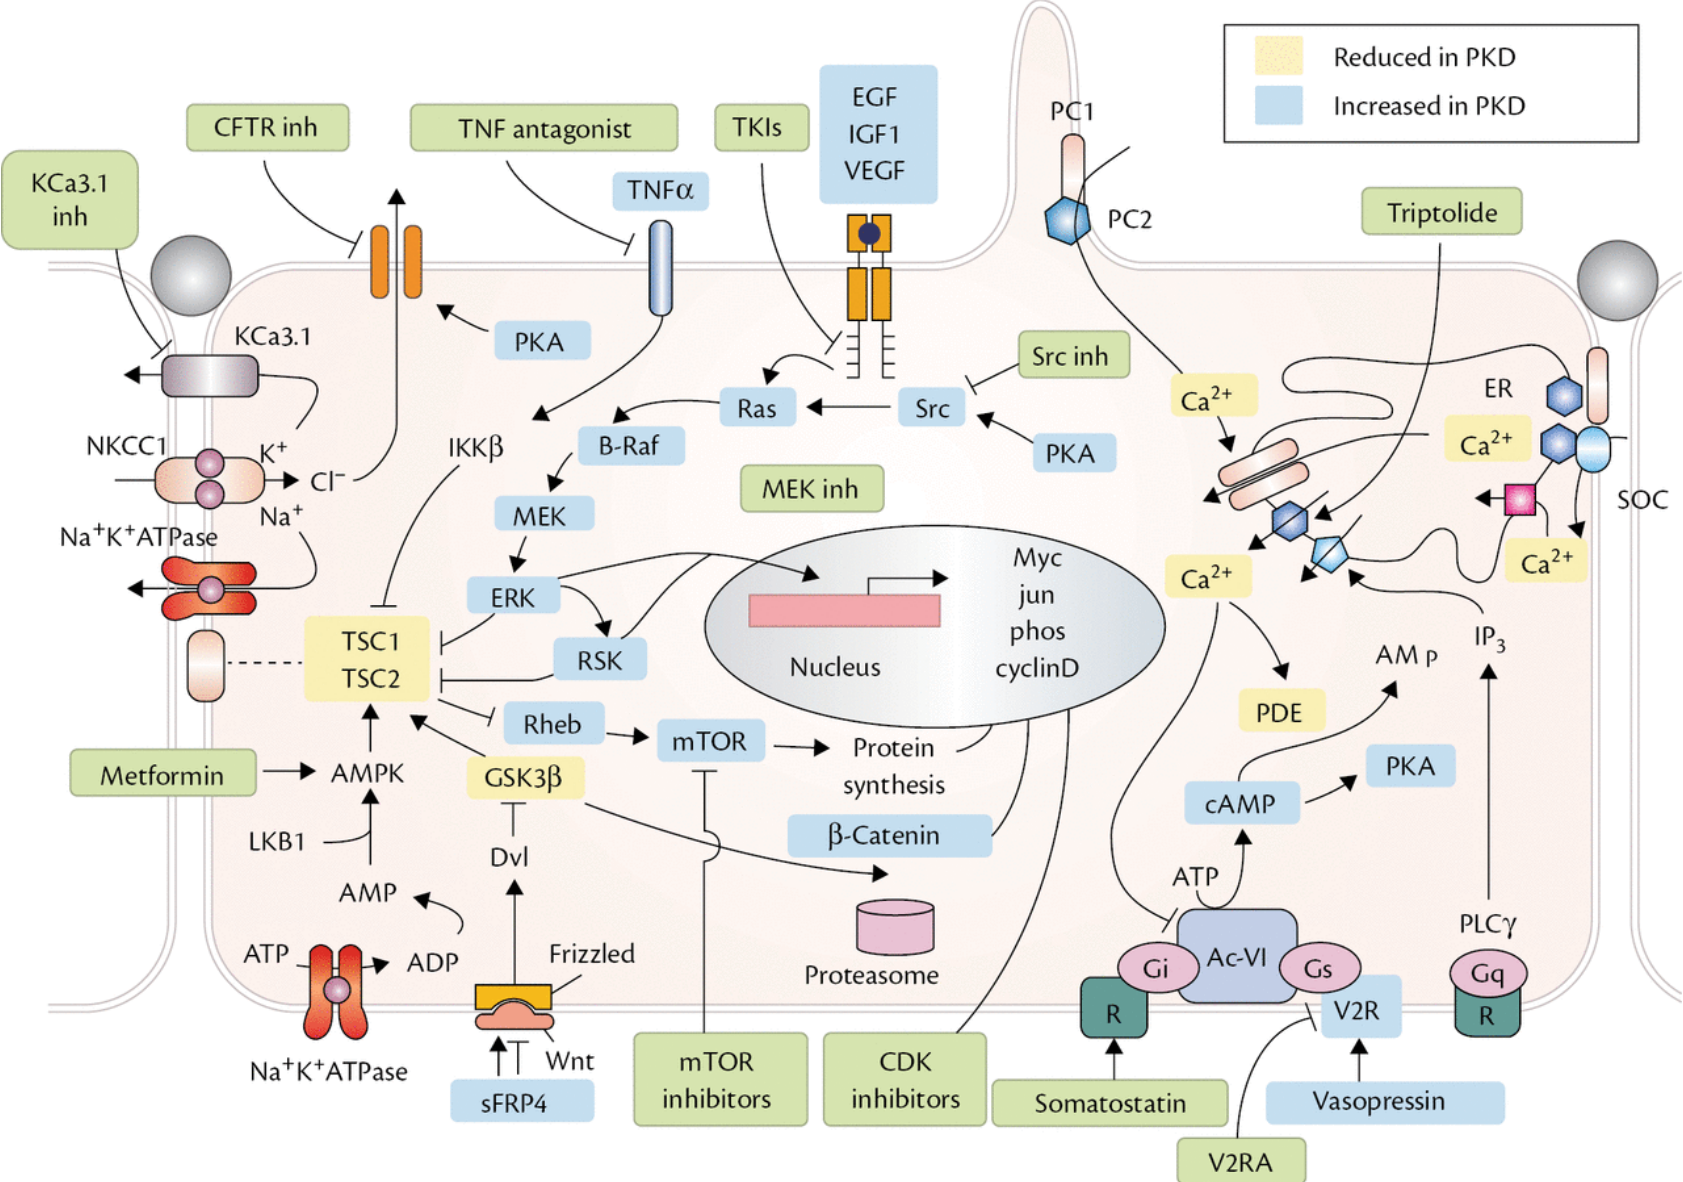 Reduced in PKD
Increased in PKD
EGF
IGF1
VEGF
PC1
CFTR inh
TNF antagonist
TKIs
KCa3.1
inh
TNFα
PC2
Triptolide
KCa3.1
PKA
Src inh
Ca2+
ER
Ras
Src
NKCC1
K+
IKKβ
B-Raf
PKA
Ca2+
Cl−
MEK inh
SOC
Na+
MEK
Na+K+ATPase
Myc
jun
phos
cyclinD
Ca2+
Ca2+
ERK
TSC1
TSC2
RSK
Nucleus
IP3
AM p
PDE
Rheb
mTOR
Protein
synthesis
Metformin
AMPK
GSK3β
PKA
cAMP
LKB1
β-Catenin
Dvl
ATP
AMP
PLCγ
ATP
ADP
Frizzled
Proteasome
Gi
Ac-VI
Gs
Gq
R
V2R
R
Na+K+ATPase
Wnt
mTOR
inhibitors
CDK
inhibitors
sFRP4
Somatostatin
Vasopressin
V2RA